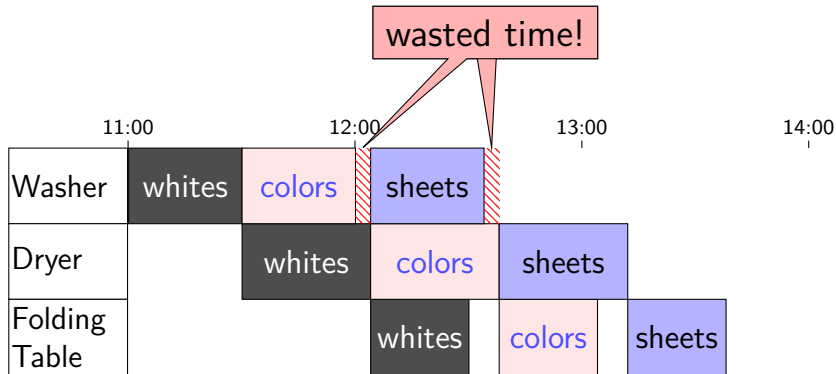 wasted time!
11:00 12:00 13:00 14:00
Washer whites colors sheets
Dryer whites colors sheets
Folding
Table whites colors sheets